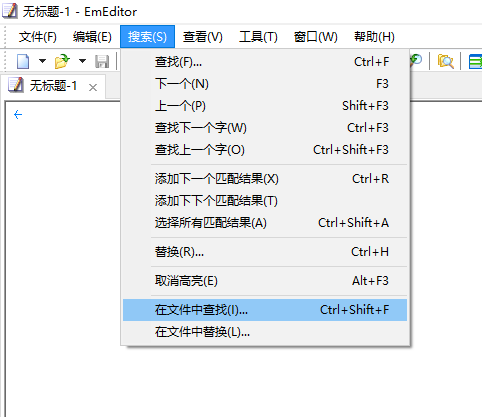 无标题-1 - EmEditor
文件(F) 编辑(E) 搜索(S) 查看(V) 工具(T) 窗口(W) 帮助(H)
无标题-1 ×
查找(F)... Ctrl+F
下一个(N) F3
上一个(P) Shift+F3
查找下一个字(W) Ctrl+F3
查找上一个字(O) Ctrl+Shift+F3
添加下一个匹配结果(X) Ctrl+R
添加下下个匹配结果(T)
选择所有匹配结果(A) Ctrl+Shift+A
替换(R)... Ctrl+H
取消高亮(E) Alt+F3
在文件中查找(I)... Ctrl+Shift+F
在文件中替换(L)...